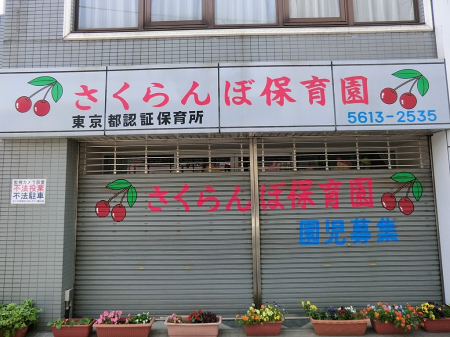 さくらんぼ保育園
東京都認証保育所
5613-2535
さくらんぼ保育園
園児募集
不法投棄
不法駐車